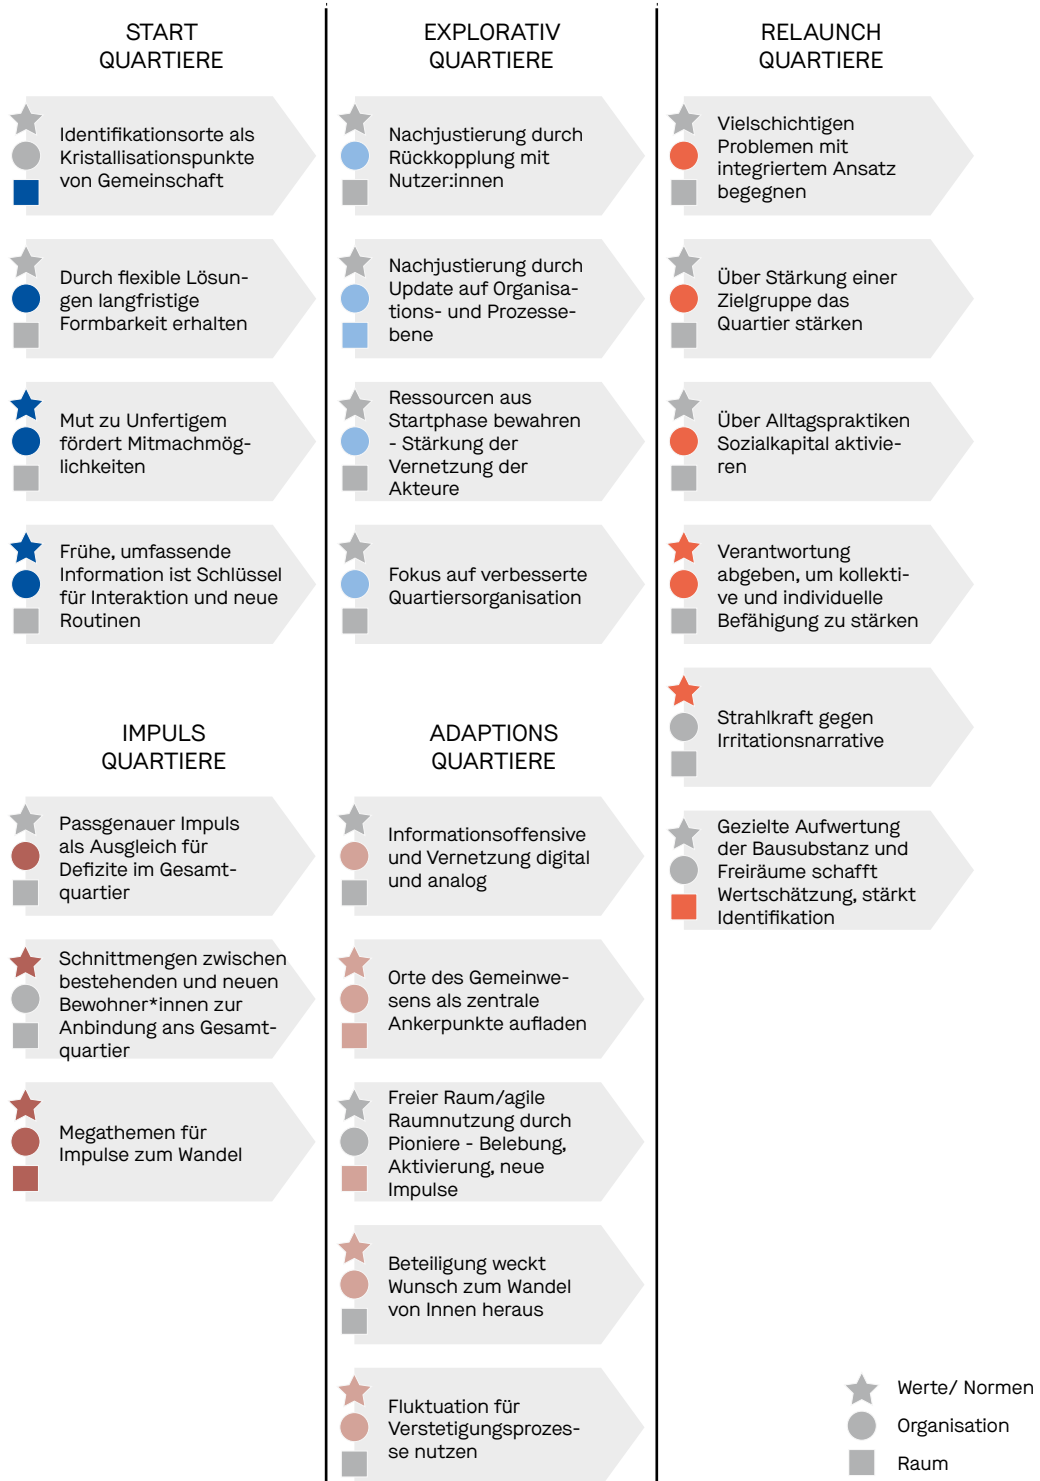 START
QUARTIERE
Identifikationsorte als
Kristallisationspunkte
von Gemeinschaft
Durch flexible Lösun-
gen langfristige
Formbarkeit erhalten
Mut zu Unfertigem
fördert Mitmachmög-
lichkeiten
Frühe, umfassende
Information ist Schlüssel
für Interaktion und neue
Routinen
IMPULS
QUARTIERE
Passgenauer Impuls
als Ausgleich für
Defizite im Gesamt-
quartier
Schnittmengen zwischen
bestehenden und neuen
Bewohner*innen zur
Anbindung ans Gesamt-
quartier
Megathemen für
Impulse zum Wandel
EXPLORATIV
QUARTIERE
Nachjustierung durch
Rückkopplung mit
Nutzer:innen
Nachjustierung durch
Update auf Organisa-
tions- und Prozesse-
bene
Ressourcen aus
Startphase bewahren
- Stärkung der
Vernetzung der
Akteure
Fokus auf verbesserte
Quartiersorganisation
ADAPTIONS
QUARTIERE
Informationsoffensive
und Vernetzung digital
und analog
Orte des Gemeinwe-
sens als zentrale
Ankerpunkte aufladen
Freier Raum/agile
Raumnutzung durch
Pioniere - Belebung,
Aktivierung, neue
Impulse
Beteiligung weckt
Wunsch zum Wandel
von Innen heraus
Fluktuation für
Verstetigungsprozes-
se nutzen
RELAUNCH
QUARTIERE
Vielschichtigen
Problemen mit
integriertem Ansatz
begegnen
Über Stärkung einer
Zielgruppe das
Quartier stärken
Über Alltagspraktiken
Sozialkapital aktivie-
ren
Verantwortung
abgeben, um kollekti-
ve und individuelle
Befähigung zu stärken
Strahlkraft gegen
Irritationsnarrative
Gezielte Aufwertung
der Bausubstanz und
Freiräume schafft
Wertschätzung, stärkt
Identifikation
Werte/ Normen
Organisation
Raum